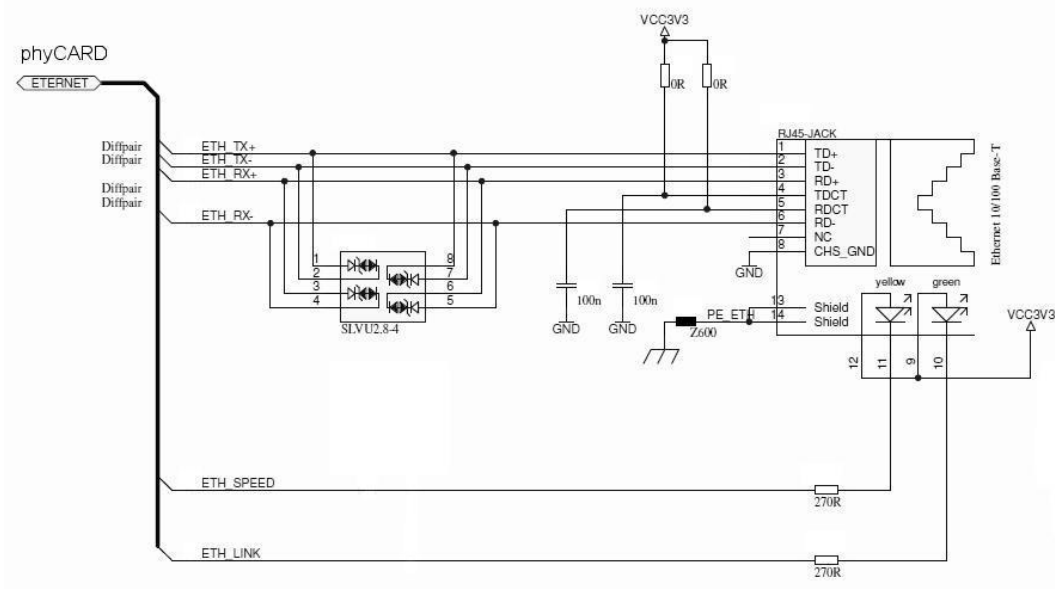 VCC3V3
phyCARD
ETERNET
0R
0R
RJ45-JACK
Diffpair
ETH_TX+
1
TD+
Diffpair
ETH_TX-
2
TD-
ETH_RX+
3
RD+
Diffpair
4
TDCT
Diffpair
5
RDCT
ETH_RX-
6
RD-
7
NC
8
CHS_GND
Ethernet 10/100 Base-T
GND
1
8
2
7
3
6
4
5
SLVU2.8-4
100n
100n
GND
GND
yellow
green
PE_ETH
13
Shield
14
Shield
Z600
VCC3V3
12
11
9
10
ETH_SPEED
270R
ETH_LINK
270R